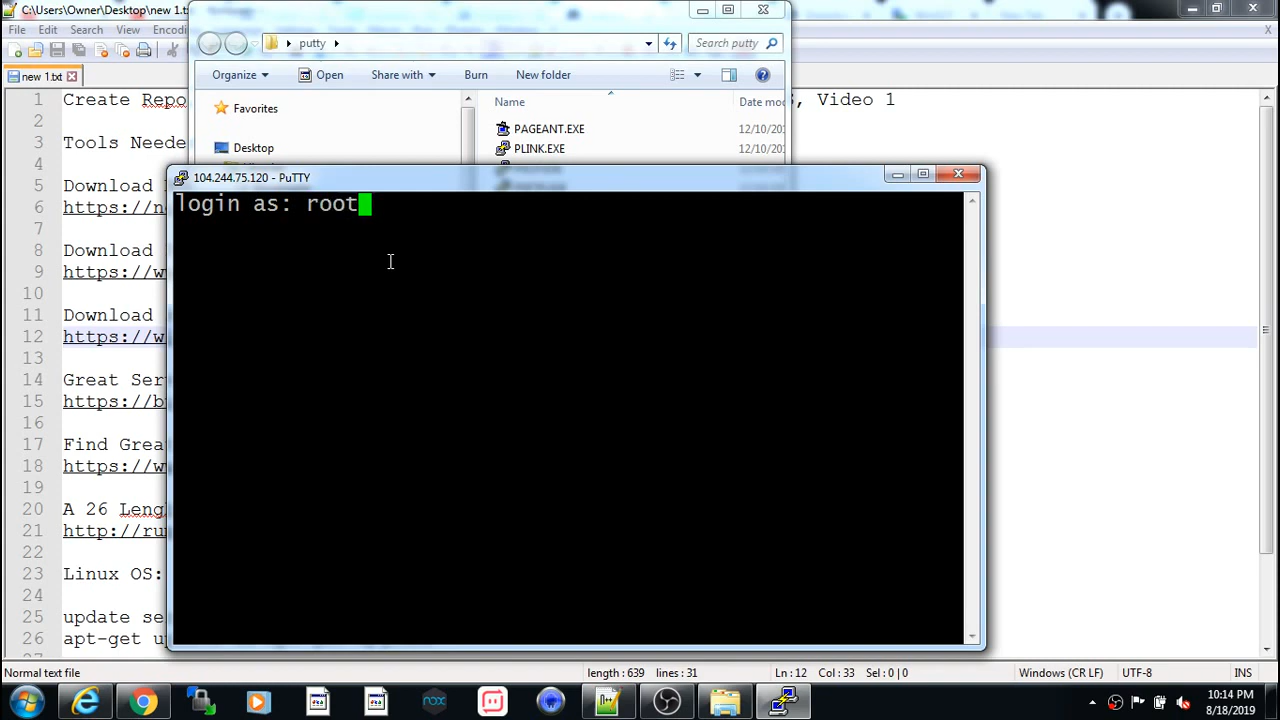 C:\Users\Owner\Desktop\new 1.tx
File Edit Search View Encodi
X
new 1.txt
putty
Search putty
Organize Open Share with Burn New folder
Favorites
Desktop
Name Date mod
PAGEANT.EXE 12/10/20
PLINK.EXE 12/10/20
104.244.75.120 - PuTTY
login as: root
1 Create Repo , Video 1
2
3 Tools Neede
4
5 Download
6 https://n
7
8 Download
9 https://w
10
11 Download
12 https://w
13
14 Great Ser
15 https://b
16
17 Find Grea
18 https://w
19
20 A 26 Leng
21 http://ru
22
23 Linux OS:
24
25 update se
26 apt-get u
27
Normal text file length : 639 lines : 31 Ln : 12 Col : 33 Sel : 0 | 0 Windows (CR LF) UTF-8 INS
nox
10:14 PM
8/18/2019